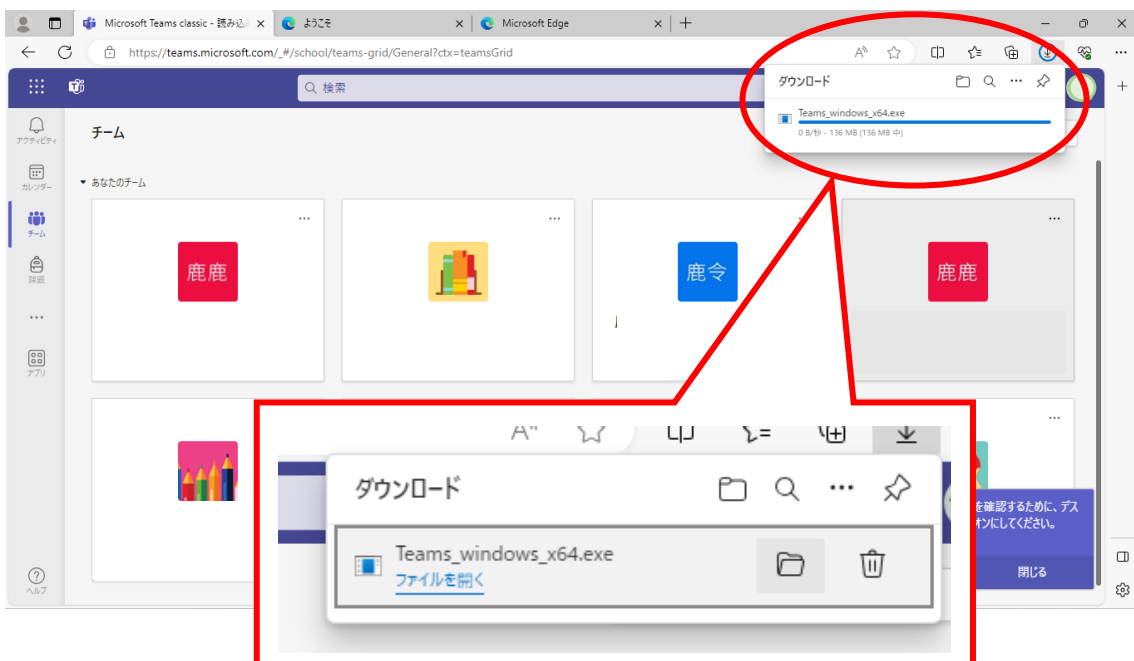 Microsoft Teams classic - 読み込
ようこそ
Microsoft Edge
https://teams.microsoft.com/_#/school/teams-grid/General?ctx=teamsGrid
検索
ダウンロード
Teams_windows_x64.exe
0 B/秒 - 136 MB (136 MB 中)
アクティビティ
チーム
カレンダー
あなたのチーム
チーム
鹿鹿
鹿令
鹿鹿
課題
アプリ
ダウンロード
Teams_windows_x64.exe
ファイルを開く
を確認するために、デス
オンにしてください。
閉じる
ヘルプ